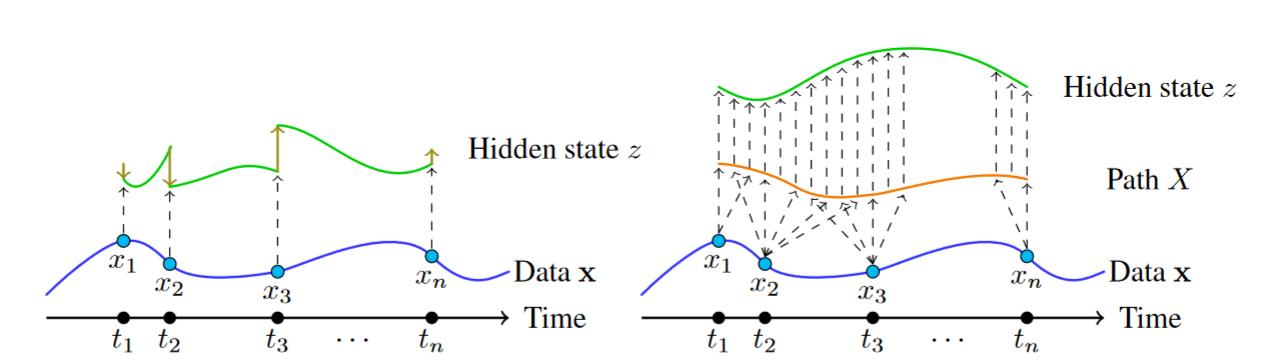 Hidden state z
x₁
x₂
x₃
xₙ
Data x
Time
t₁ t₂ t₃ ⋯ tₙ
Hidden state z
Path X
x₁
x₂
x₃
xₙ
Data x
Time
t₁ t₂ t₃ ⋯ tₙ